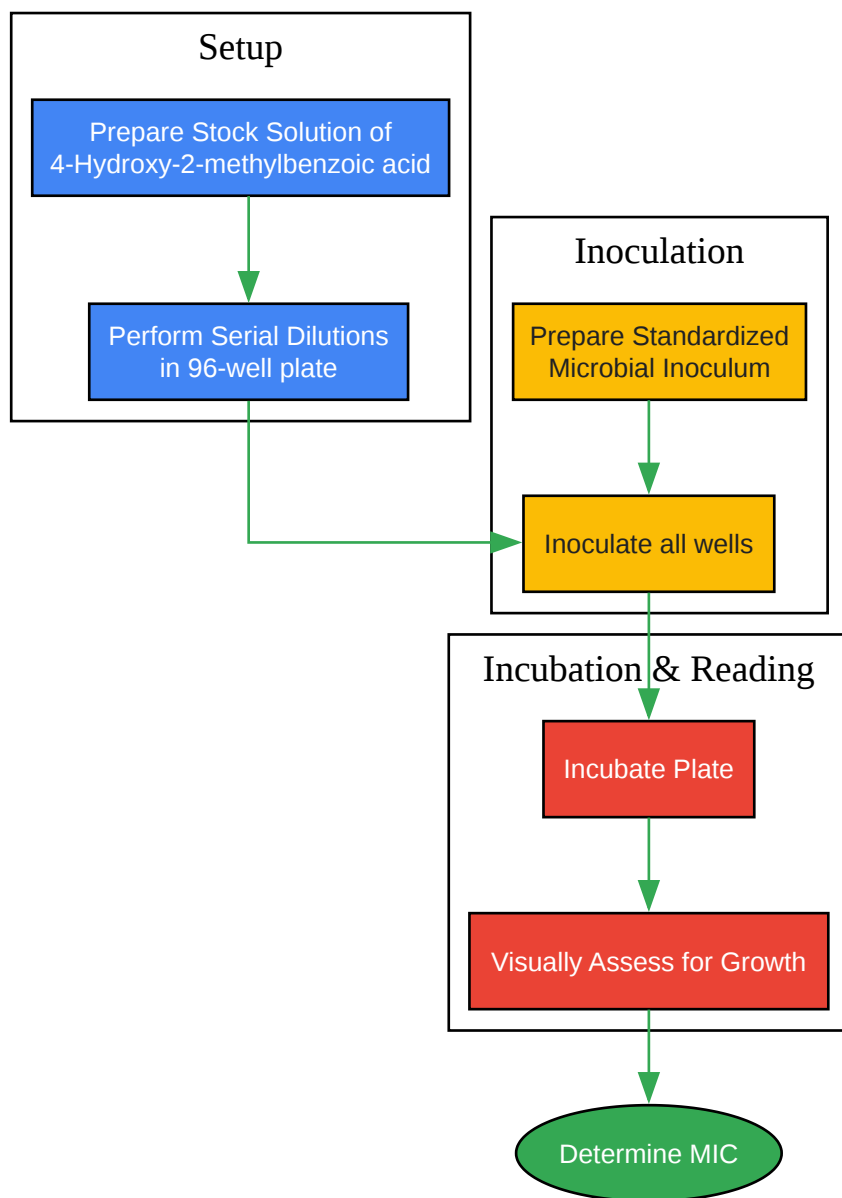 Setup
Prepare Stock Solution of
4-Hydroxy-2-methylbenzoic acid
Perform Serial Dilutions
in 96-well plate
Inoculation
Prepare Standardized
Microbial Inoculum
Inoculate all wells
Incubation & Reading
Incubate Plate
Visually Assess for Growth
Determine MIC